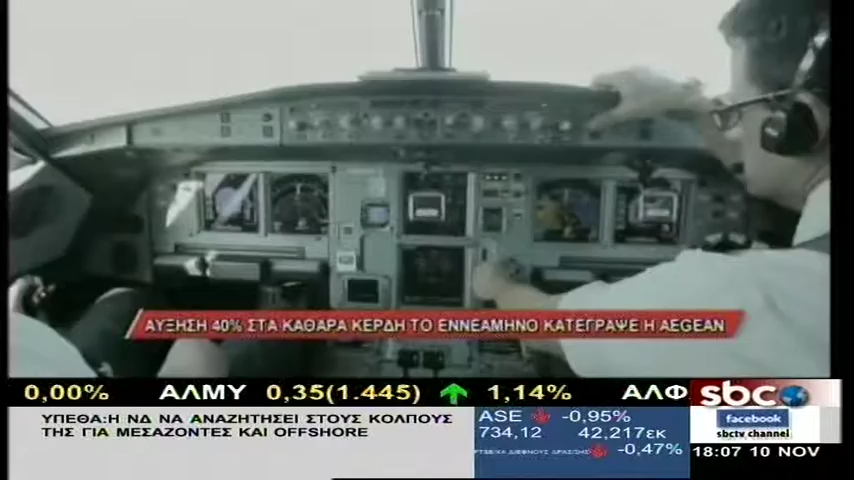 ΑΥΞΗΣΗ 40% ΣΤΑ ΚΑΘΑΡΑ ΚΕΡΔΗ ΤΟ ΕΝΝΕΑΜΗΝΟ ΚΑΤΕΓΡΑΨΕ Η AEGEAN
0,00% ΑΛΜΥ 0,35(1.445) 1,14% ΑΛΦ
sbc
ΥΠΕΘΑ:Η ΝΔ ΝΑ ΑΝΑΖΗΤΗΣΕΙ ΣΤΟΥΣ ΚΟΛΠΟΥΣ
ΤΗΣ ΓΙΑ ΜΕΣΑΖΟΝΤΕΣ ΚΑΙ OFFSHORE
ASE -0,95%
734,12 42,217εκ
-0,47%
facebook
sbctv channel
18:07 10 NOV